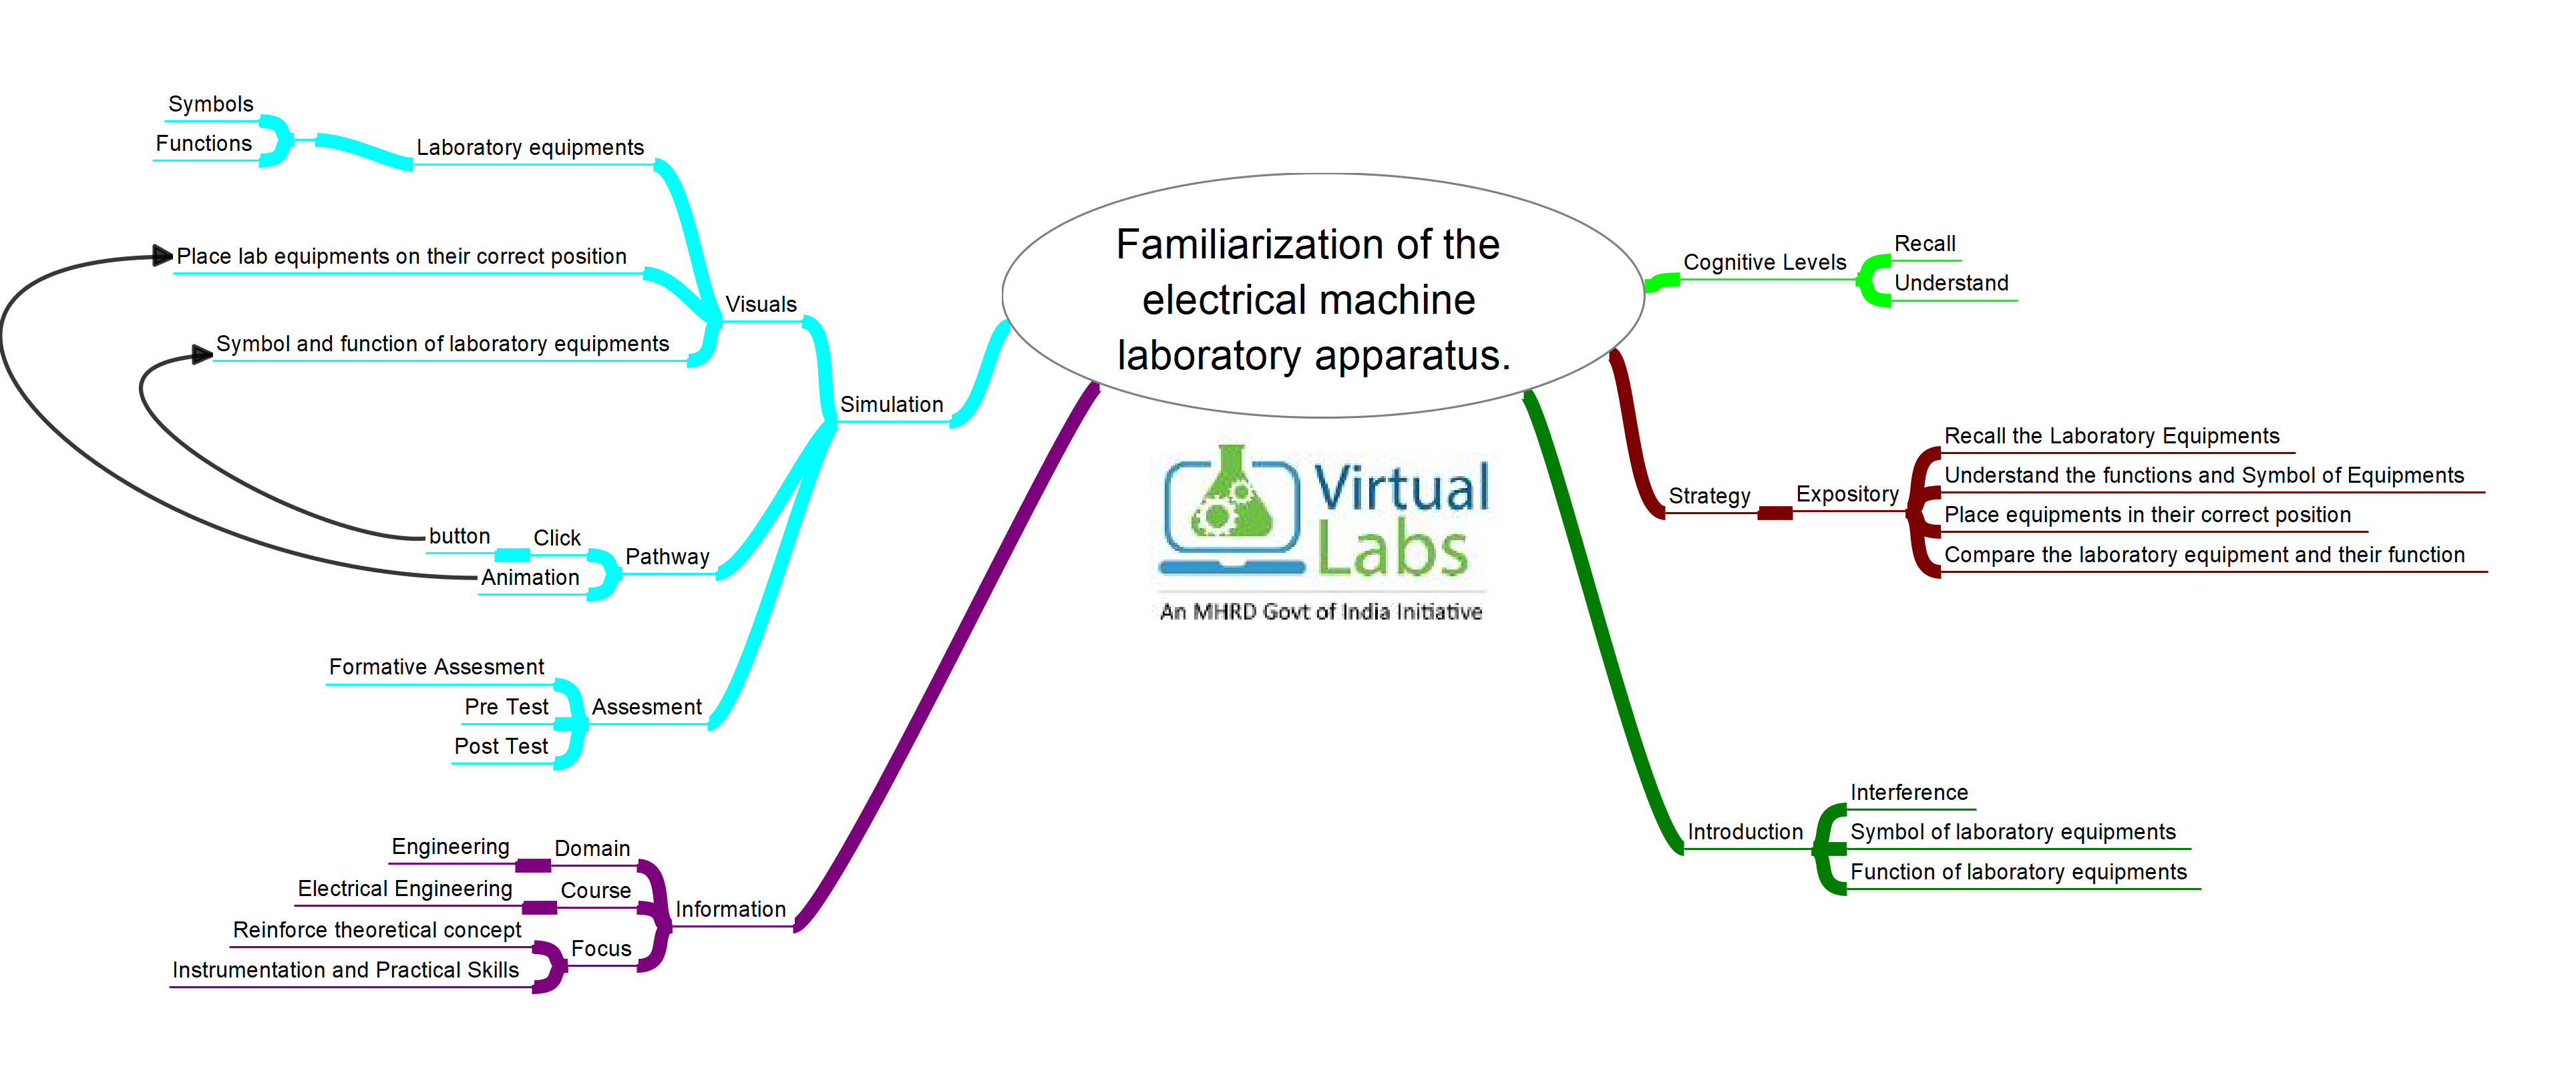 Familiarization of the
electrical machine
laboratory apparatus.
Virtual
Labs
An MHRD Govt of India Initiative
Symbols
Functions
Laboratory equipments
Place lab equipments on their correct position
Symbol and function of laboratory equipments
Visuals
Simulation
button
Click
Animation
Pathway
Formative Assesment
Pre Test
Post Test
Assesment
Engineering
Domain
Electrical Engineering
Course
Reinforce theoretical concept
Instrumentation and Practical Skills
Focus
Information
Cognitive Levels
Recall
Understand
Strategy
Expository
Recall the Laboratory Equipments
Understand the functions and Symbol of Equipments
Place equipments in their correct position
Compare the laboratory equipment and their function
Introduction
Interference
Symbol of laboratory equipments
Function of laboratory equipments